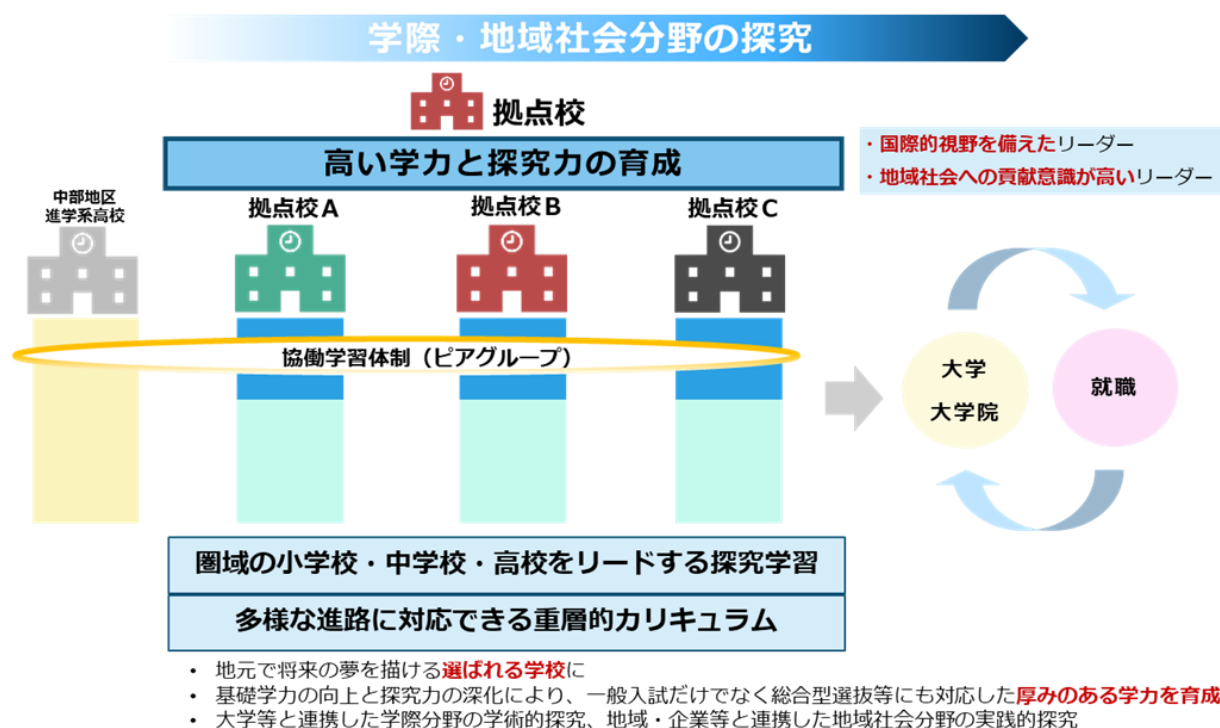 学際・地域社会分野の探究
拠点校
高い学力と探究力の育成
・国際的視野を備えたリーダー
・地域社会への貢献意識が高いリーダー
中部地区
進学系高校
拠点校A
拠点校B
拠点校C
協働学習体制（ピアグループ）
大学
大学院
就職
圏域の小学校・中学校・高校をリードする探究学習
多様な進路に対応できる重層的カリキュラム
• 地元で将来の夢を描ける選ばれる学校に
• 基礎学力の向上と探究力の深化により、一般入試だけでなく総合型選抜等にも対応した厚みのある学力を育成
• 大学等と連携した学際分野の学術的探究、地域・企業等と連携した地域社会分野の実践的探究